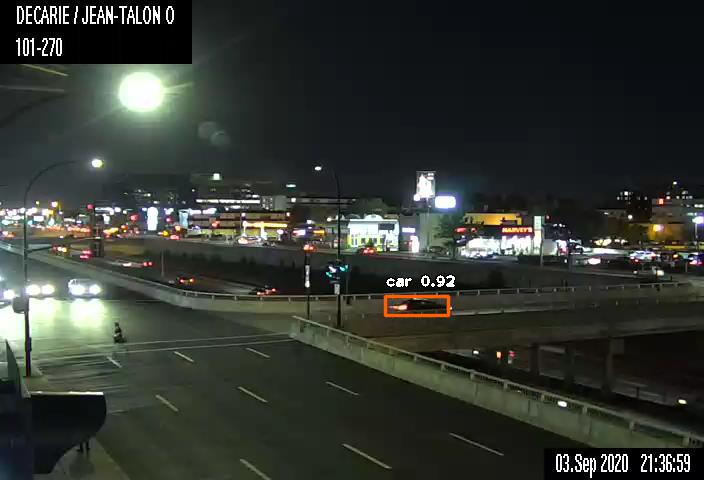 DECARIE / JEAN-TALON O
101-270
car 0.92
HARVEY'S
03.Sep 2020 21:36:59